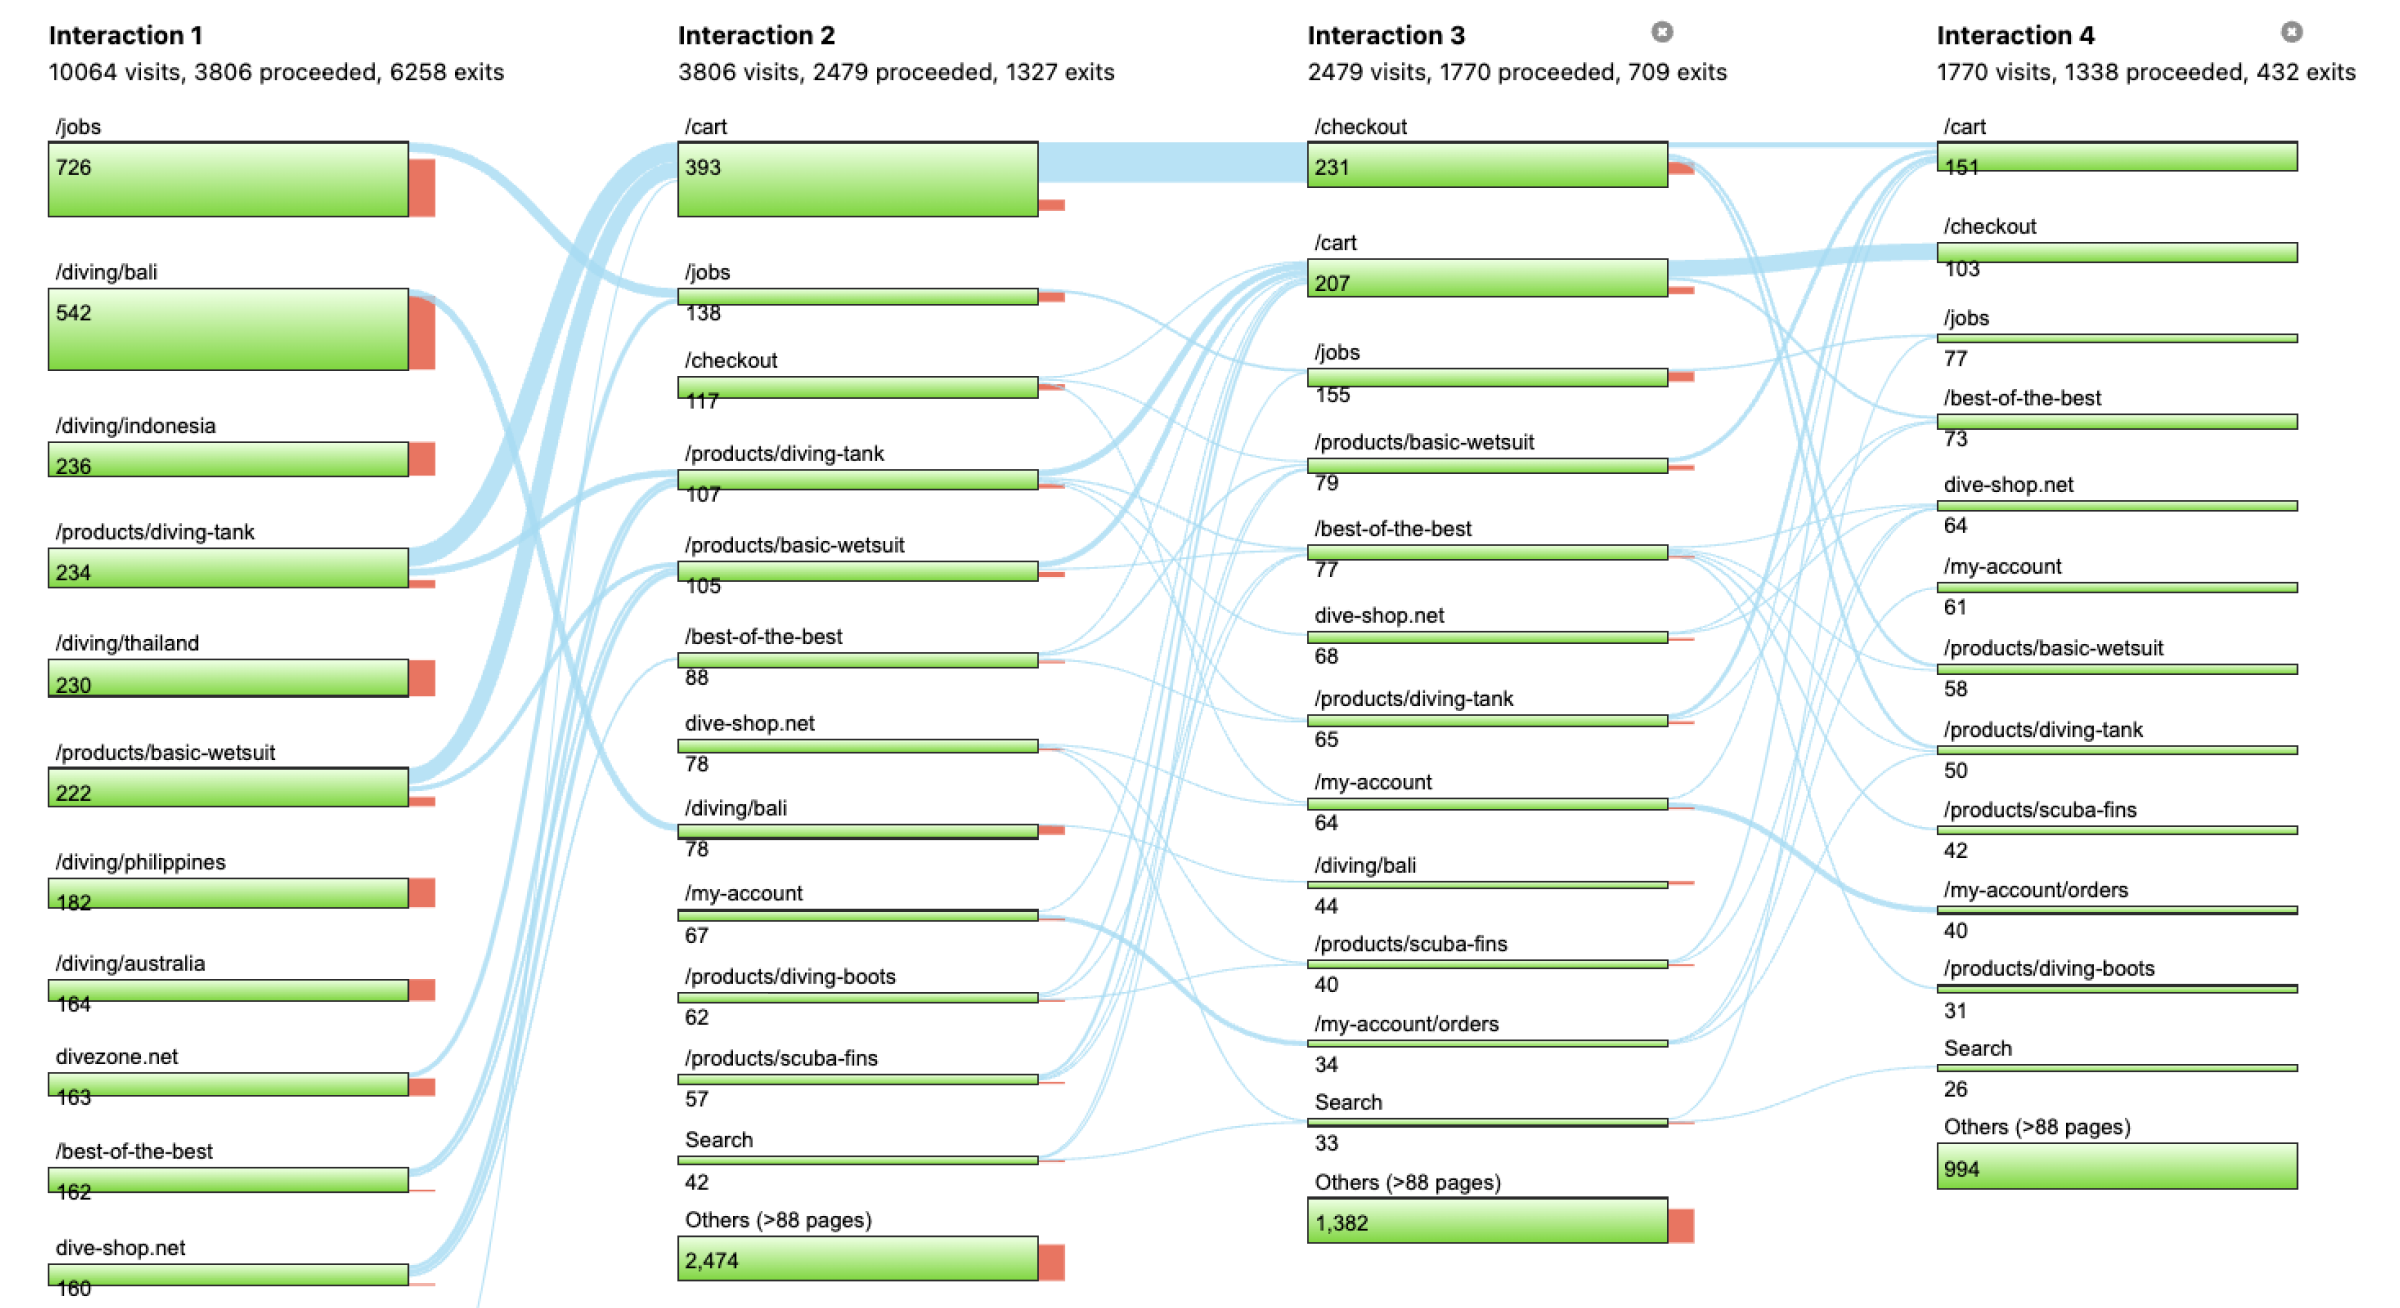 Interaction 1
10064 visits, 3806 proceeded, 6258 exits
/jobs
726
/diving/bali
542
/diving/indonesia
236
/products/diving-tank
234
/diving/thailand
230
/products/basic-wetsuit
222
/diving/philippines
182
/diving/australia
164
divezone.net
163
/best-of-the-best
162
dive-shop.net
160
Interaction 2
3806 visits, 2479 proceeded, 1327 exits
/cart
393
/jobs
138
/checkout
117
/products/diving-tank
107
/products/basic-wetsuit
105
/best-of-the-best
88
dive-shop.net
78
/diving/bali
78
/my-account
67
/products/diving-boots
62
/products/scuba-fins
57
Search
42
Others (>88 pages)
2,474
Interaction 3
2479 visits, 1770 proceeded, 709 exits
/checkout
231
/cart
207
/jobs
155
/products/basic-wetsuit
79
/best-of-the-best
77
dive-shop.net
68
/products/diving-tank
65
/my-account
64
/diving/bali
44
/products/scuba-fins
40
/my-account/orders
34
Search
33
Others (>88 pages)
1,382
Interaction 4
1770 visits, 1338 proceeded, 432 exits
/cart
151
/checkout
103
/jobs
77
/best-of-the-best
73
dive-shop.net
64
/my-account
61
/products/basic-wetsuit
58
/products/diving-tank
50
/products/scuba-fins
42
/my-account/orders
40
/products/diving-boots
31
Search
26
Others (>88 pages)
994